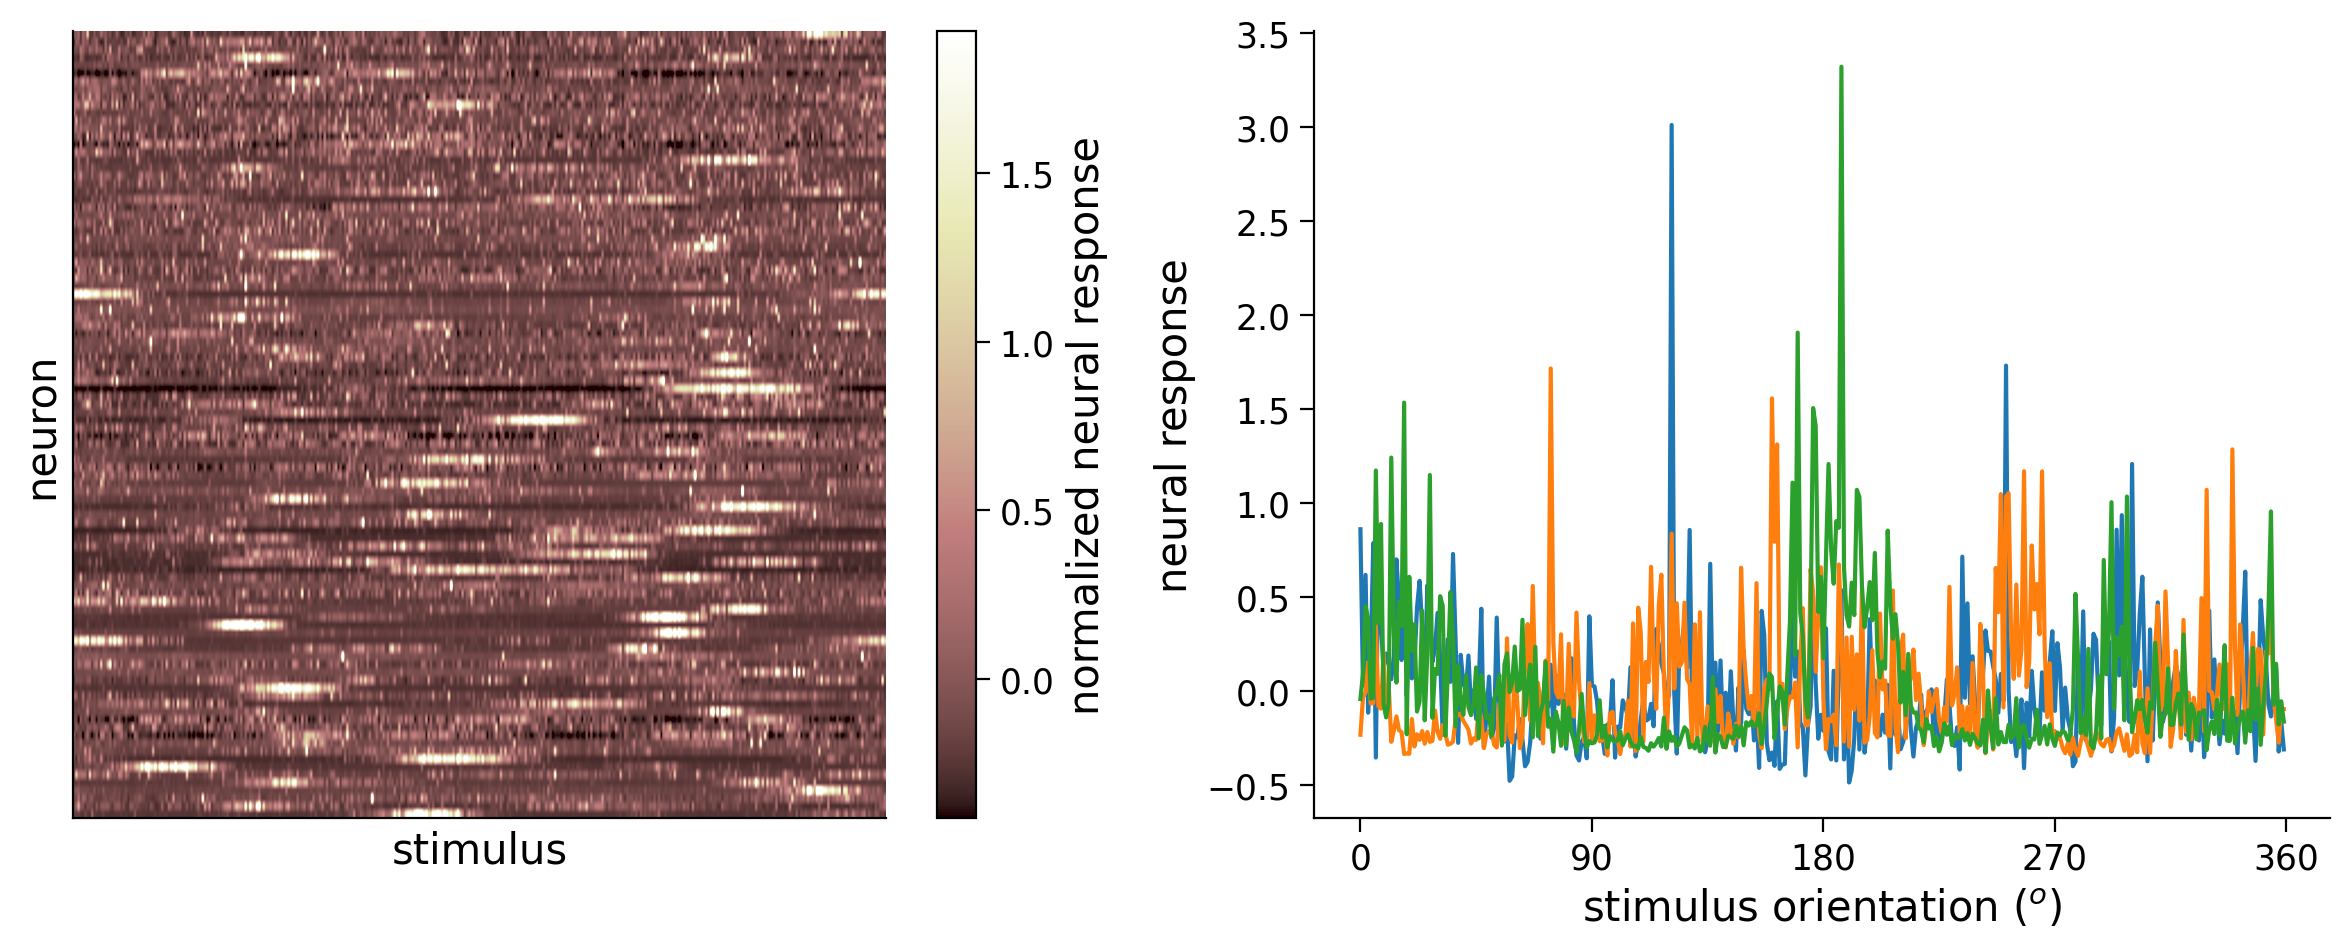 neuron
stimulus
1.5
1.0
0.5
0.0
normalized neural response
3.5
3.0
2.5
2.0
1.5
1.0
0.5
0.0
−0.5
neural response
0 90 180 270 360
stimulus orientation (°)